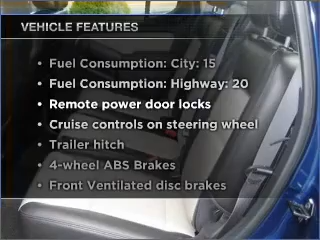 VEHICLE FEATURES
• Fuel Consumption: City: 15
• Fuel Consumption: Highway: 20
• Remote power door locks
• Cruise controls on steering wheel
• Trailer hitch
• 4-wheel ABS Brakes
• Front Ventilated disc brakes